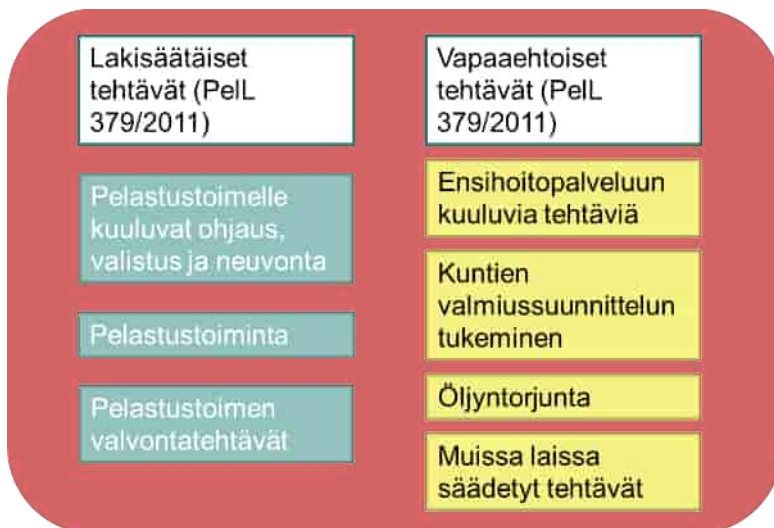 Lakisäätäiset
tehtävät (PelL
379/2011)
Pelastustoimelle
kuuluvat ohjaus,
valistus ja neuvonta
Pelastustoiminta
Pelastustoimen
valvontatehtävät
Vapaaehtoiset
tehtävät (PelL
379/2011)
Ensihoitopalveluun
kuuluvia tehtäviä
Kuntien
valmiussuunnittelun
tukeminen
Öljyntorjunta
Muissa laissa
säädetyt tehtävät